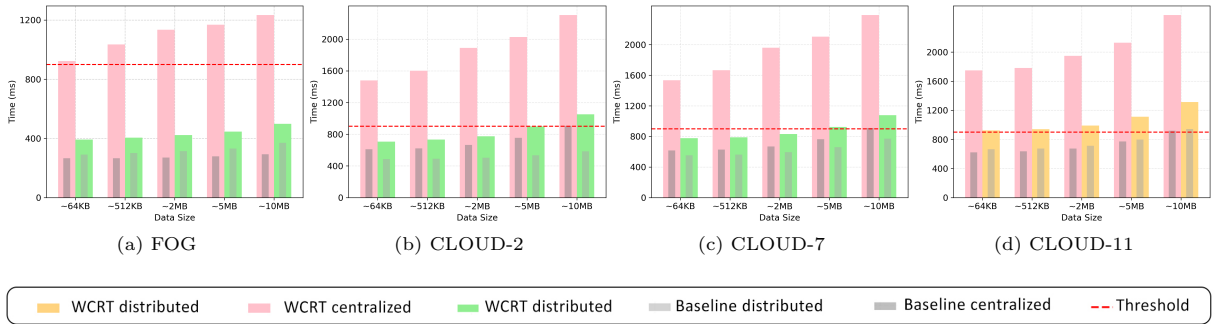 1200
800
400
0
Time (ms)
~64KB ~512KB ~2MB ~5MB ~10MB
Data Size
(a) FOG
2000
1600
1200
800
400
0
Time (ms)
~64KB ~512KB ~2MB ~5MB ~10MB
Data Size
(b) CLOUD-2
2000
1600
1200
800
400
0
Time (ms)
~64KB ~512KB ~2MB ~5MB ~10MB
Data Size
(c) CLOUD-7
2000
1600
1200
800
400
0
Time (ms)
~64KB ~512KB ~2MB ~5MB ~10MB
Data Size
(d) CLOUD-11
WCRT distributed WCRT centralized WCRT distributed Baseline distributed Baseline centralized Threshold